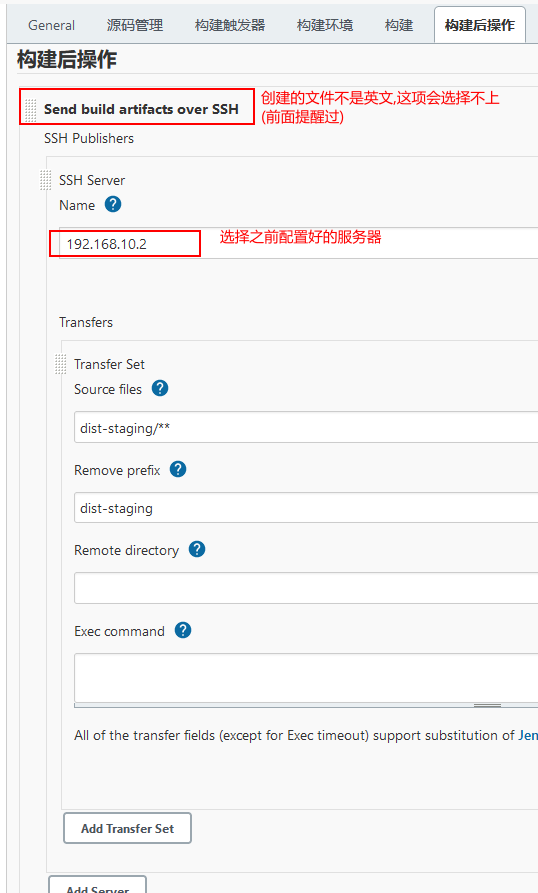 General 源码管理 构建触发器 构建环境 构建 构建后操作
构建后操作
Send build artifacts over SSH
创建的文件不是英文,这项会选择不上
(前面提醒过)
SSH Publishers
SSH Server
Name ?
192.168.10.2
选择之前配置好的服务器
Transfers
Transfer Set
Source files ?
dist-staging/**
Remove prefix ?
dist-staging
Remote directory ?
Exec command ?
All of the transfer fields (except for Exec timeout) support substitution of Jen
Add Transfer Set
Add Server